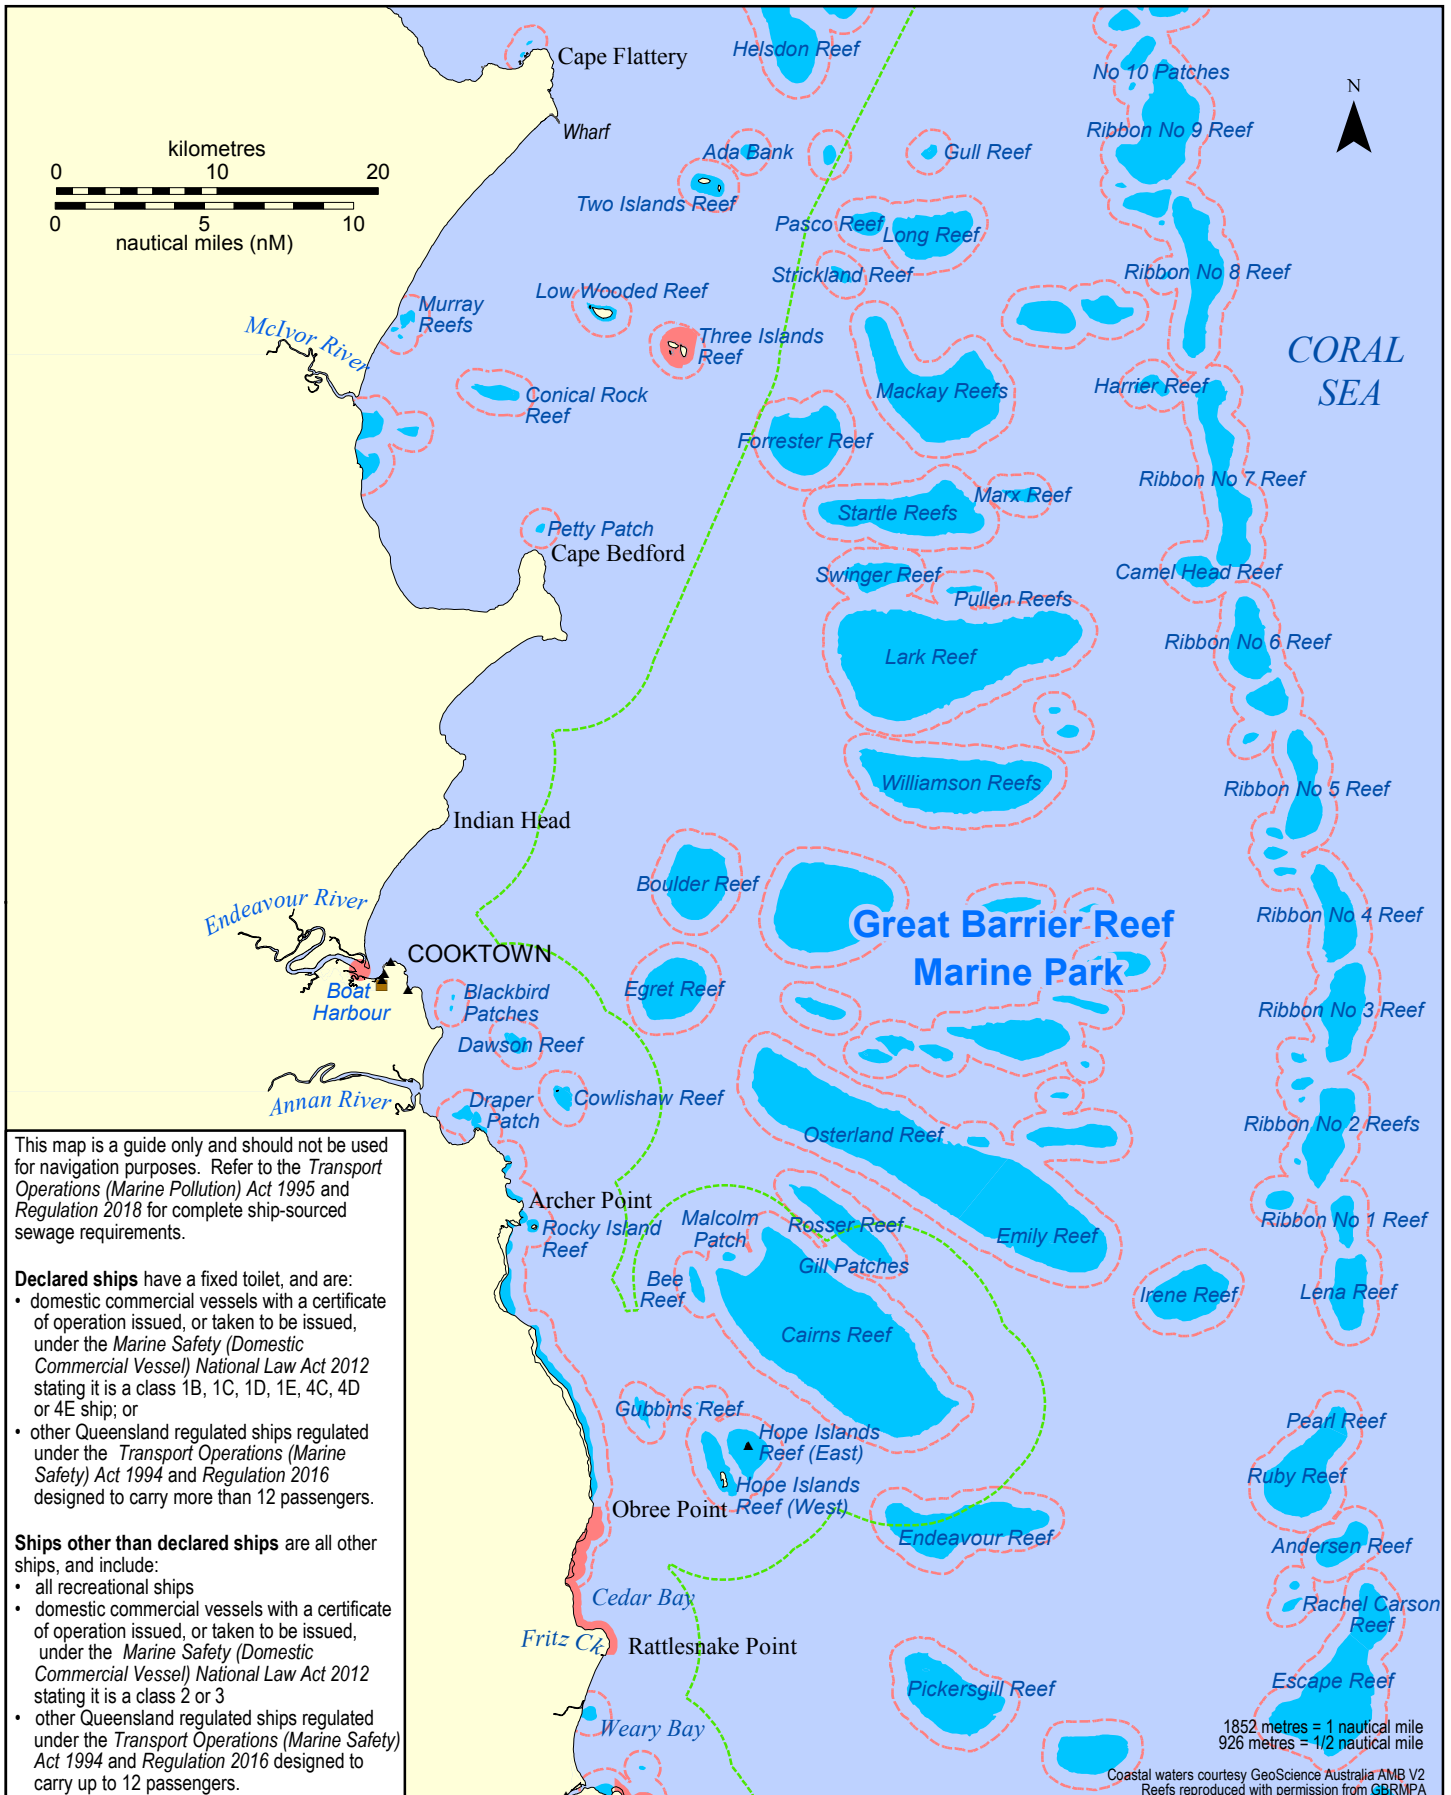 Cape Flattery
Helsdon Reef
No 10 Patches
N
Ribbon No 9 Reef
Wharf
kilometres
0 10 20
0 5 10
nautical miles (nM)
Ada Bank
Gull Reef
Two Islands Reef
Pasco Reef
Long Reef
Strickland Reef
Ribbon No 8 Reef
Low Wooded Reef
Murray
Reefs
McIvor River
Three Islands
Reef
CORAL
SEA
Conical Rock
Reef
Mackay Reefs
Harrier Reef
Forrester Reef
Ribbon No 7 Reef
Marx Reef
Startle Reefs
Petty Patch
Cape Bedford
Swinger Reef
Camel Head Reef
Pullen Reefs
Ribbon No 6 Reef
Lark Reef
Williamson Reefs
Ribbon No 5 Reef
Indian Head
Boulder Reef
Endeavour River
Great Barrier Reef
Marine Park
Ribbon No 4 Reef
COOKTOWN
Boat
Harbour
Blackbird
Patches
Egret Reef
Ribbon No 3 Reef
Dawson Reef
Annan River
Draper
Patch
Cowlishaw Reef
Osterland Reef
Ribbon No 2 Reefs
Archer Point
Rocky Island
Reef
Malcolm
Patch
Rosser Reef
Emily Reef
Ribbon No 1 Reef
Bee
Reef
Gill Patches
Irene Reef
Lena Reef
Cairns Reef
Gubbins Reef
Hope Islands
Reef (East)
Hope Islands
Reef (West)
Pearl Reef
Ruby Reef
Obree Point
Endeavour Reef
Andersen Reef
Cedar Bay
Rachel Carson
Reef
Fritz Ck
Rattlesnake Point
Pickersgill Reef
Escape Reef
Weary Bay
This map is a guide only and should not be used
for navigation purposes. Refer to the Transport
Operations (Marine Pollution) Act 1995 and
Regulation 2018 for complete ship-sourced
sewage requirements.
Declared ships have a fixed toilet, and are:
• domestic commercial vessels with a certificate
of operation issued, or taken to be issued,
under the Marine Safety (Domestic
Commercial Vessel) National Law Act 2012
stating it is a class 1B, 1C, 1D, 1E, 4C, 4D
or 4E ship; or
• other Queensland regulated ships regulated
under the Transport Operations (Marine
Safety) Act 1994 and Regulation 2016
designed to carry more than 12 passengers.
Ships other than declared ships are all other
ships, and include:
• all recreational ships
• domestic commercial vessels with a certificate
of operation issued, or taken to be issued,
under the Marine Safety (Domestic
Commercial Vessel) National Law Act 2012
stating it is a class 2 or 3
• other Queensland regulated ships regulated
under the Transport Operations (Marine Safety)
Act 1994 and Regulation 2016 designed to
carry up to 12 passengers.
1852 metres = 1 nautical mile
926 metres = 1/2 nautical mile
Coastal waters courtesy GeoScience Australia AMB V2
Reefs reproduced with permission from GBRMPA